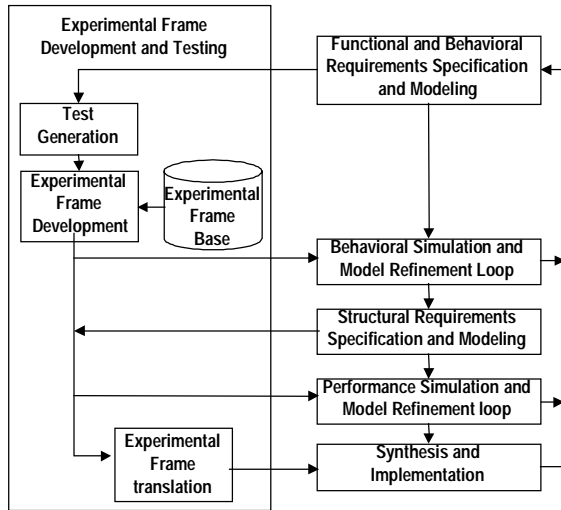 Experimental Frame
Development and Testing
Functional and Behavioral
Requirements Specification
and Modeling
Test
Generation
Experimental
Frame
Development
Experimental
Frame
Base
Behavioral Simulation and
Model Refinement Loop
Structural Requirements
Specification and Modeling
Performance Simulation and
Model Refinement loop
Experimental
Frame
translation
Synthesis and
Implementation